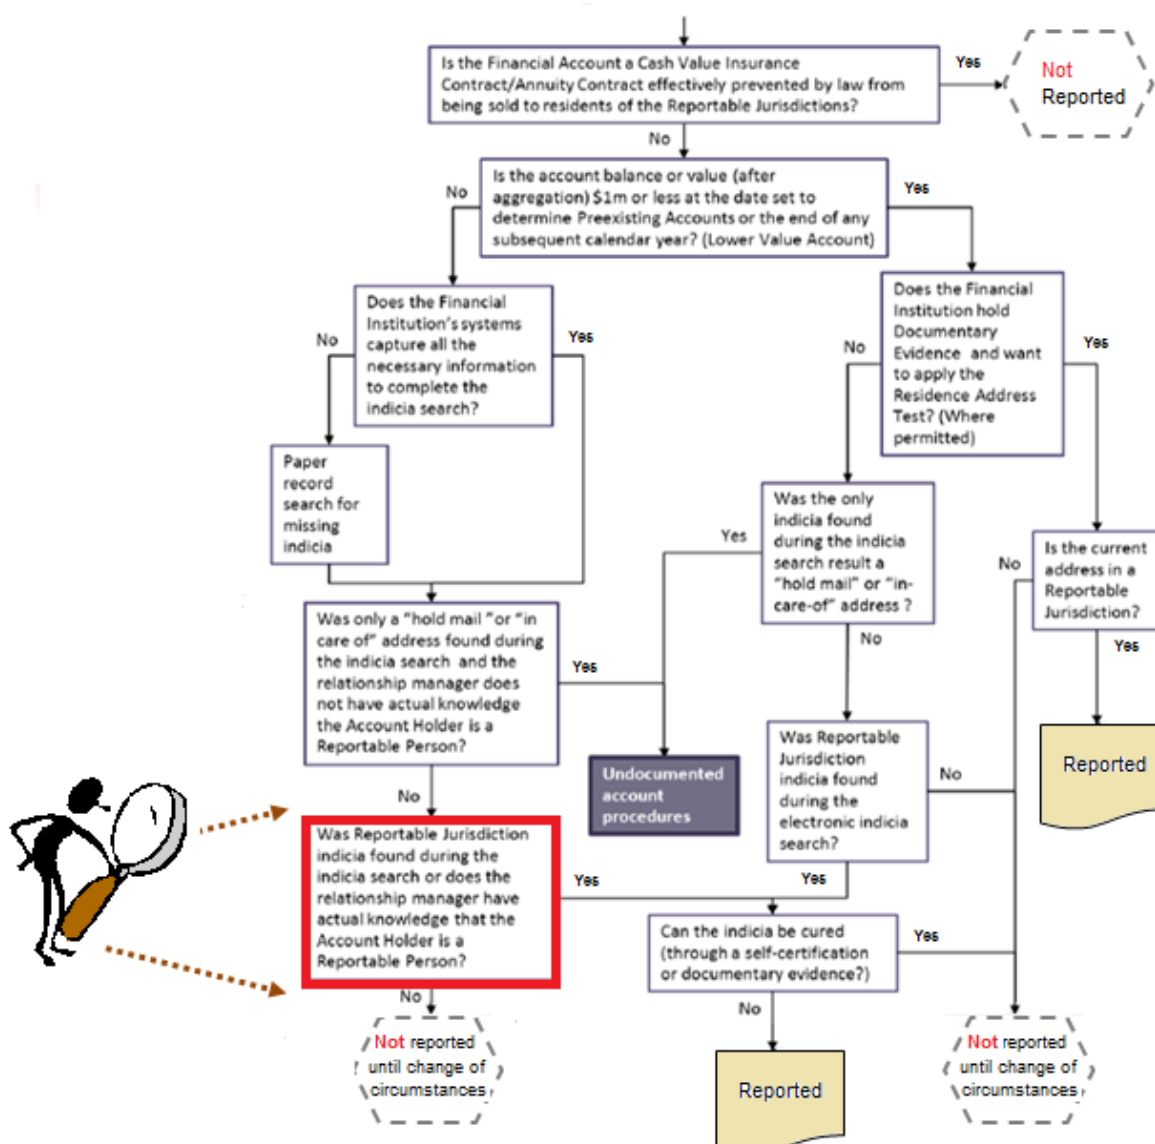 Is the Financial Account a Cash Value Insurance
Contract/Annuity Contract effectively prevented by law from
being sold to residents of the Reportable Jurisdictions?
Yes
Not
Reported
No
Is the account balance or value (after
aggregation) $1m or less at the date set to
determine Preexisting Accounts or the end of any
subsequent calendar year? (Lower Value Account)
No
Yes
Does the Financial
Institution's systems
capture all the
necessary information
to complete the
indicia search?
No
Yes
Does the Financial
Institution hold
Documentary
Evidence and want
to apply the
Residence Address
Test? (Where
permitted)
No
Yes
Paper
record
search for
missing
indicia
Was the only
indicia found
during the indicia
search result a
"hold mail" or "in-
care-of" address ?
Yes
No
Is the current
address in a
Reportable
Jurisdiction?
No
Yes
Was only a "hold mail "or "in
care of" address found during
the indicia search and the
relationship manager does
not have actual knowledge
the Account Holder is a
Reportable Person?
Yes
No
Undocumented
account
procedures
Was Reportable
Jurisdiction
indicia found
during the
electronic indicia
search?
No
Yes
Reported
Was Reportable Jurisdiction
indicia found during the
indicia search or does the
relationship manager have
actual knowledge that the
Account Holder is a
Reportable Person?
Yes
No
Can the indicia be cured
(through a self-certification
or documentary evidence?)
Yes
No
Not reported
until change of
circumstances
Reported
Not reported
until change of
circumstances